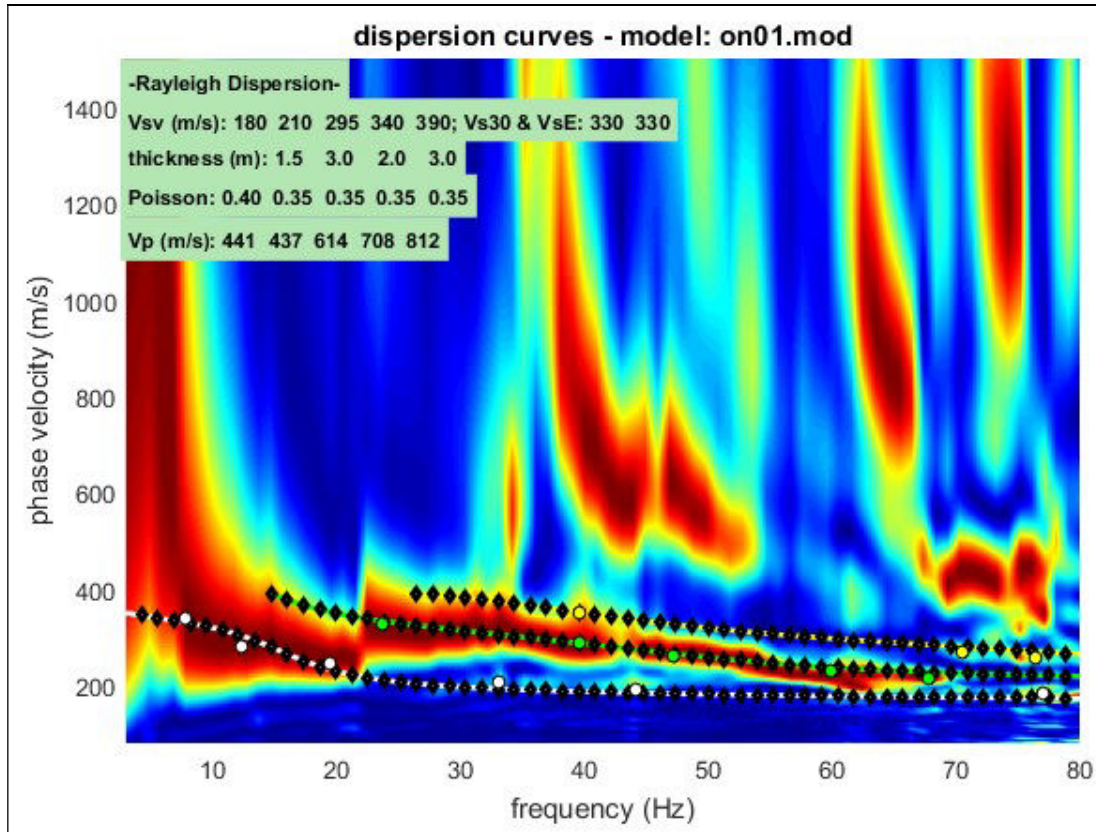 dispersion curves - model: on01.mod
-Rayleigh Dispersion-
Vsv (m/s): 180 210 295 340 390; Vs30 & VsE: 330 330
thickness (m): 1.5 3.0 2.0 3.0
Poisson: 0.40 0.35 0.35 0.35 0.35
Vp (m/s): 441 437 614 708 812
phase velocity (m/s)
1400
1200
1000
800
600
400
200
10 20 30 40 50 60 70 80
frequency (Hz)